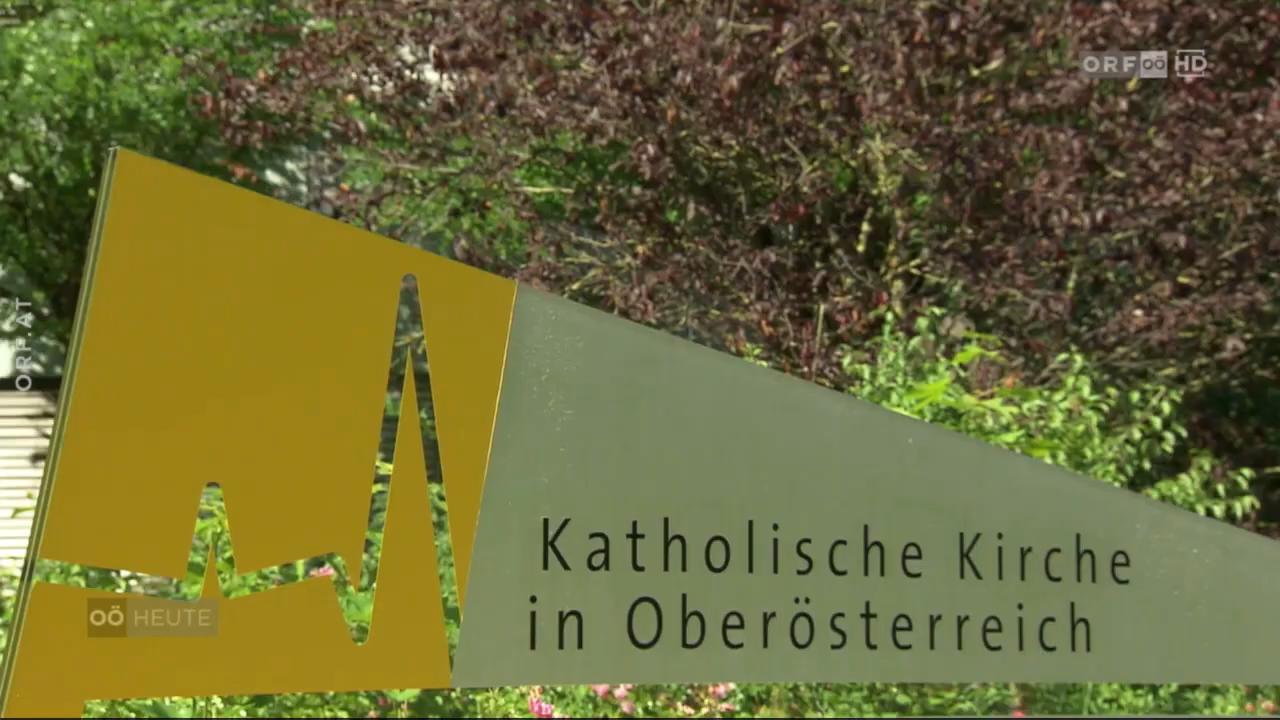 ORF OÖ HD
ORF.AT
Katholische Kirche
in Oberösterreich
OÖ HEUTE